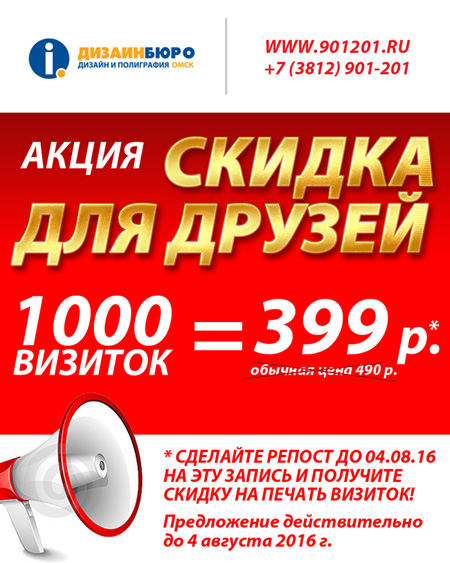 i.
ДИЗАЙНБЮРО
ДИЗАЙН И ПОЛИГРАФИЯ ОМСК
WWW.901201.RU
+7 (3812) 901-201
АКЦИЯ
СКИДКА
ДЛЯ ДРУЗЕЙ
1000
ВИЗИТОК
= 399 р.*
обычная цена 490 р.
* СДЕЛАЙТЕ РЕПОСТ ДО 04.08.16
НА ЭТУ ЗАПИСЬ И ПОЛУЧИТЕ
СКИДКУ НА ПЕЧАТЬ ВИЗИТОК!
Предложение действительно
до 4 августа 2016 г.